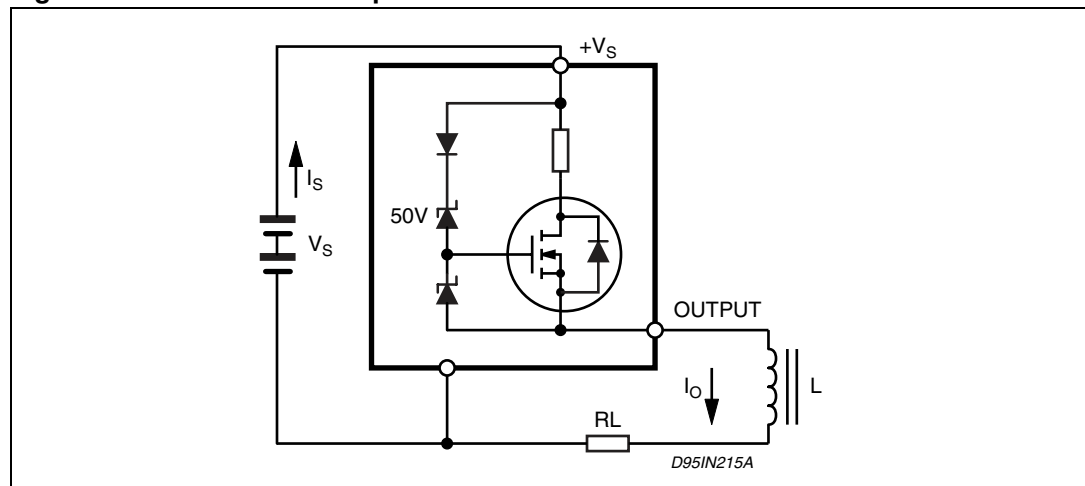 +VS
IS
50V
VS
OUTPUT
IO
L
RL
D95IN215A